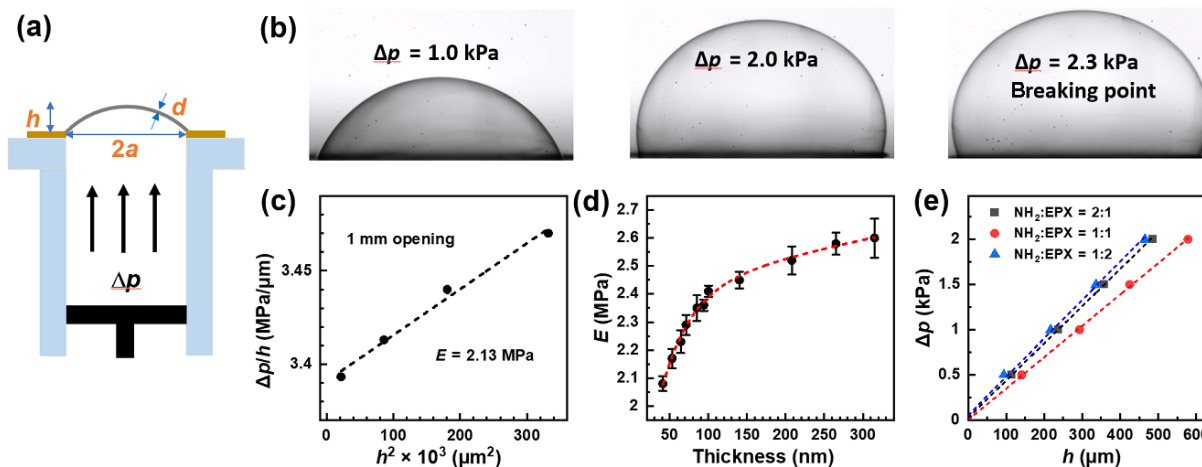 (a)
h
d
2a
Δp
(b)
Δp = 1.0 kPa
Δp = 2.0 kPa
Δp = 2.3 kPa
Breaking point
(c)
1 mm opening
E = 2.13 MPa
Δp/h (MPa/μm)
3.45
3.4
0 100 200 300
h² × 10³ (μm²)
(d)
E (MPa)
2.7
2.6
2.5
2.4
2.3
2.2
2.1
2
50 100 150 200 250 300
Thickness (nm)
(e)
NH₂:EPX = 2:1
NH₂:EPX = 1:1
NH₂:EPX = 1:2
Δp (kPa)
2
1.5
1
0.5
0
0 100 200 300 400 500 600
h (μm)